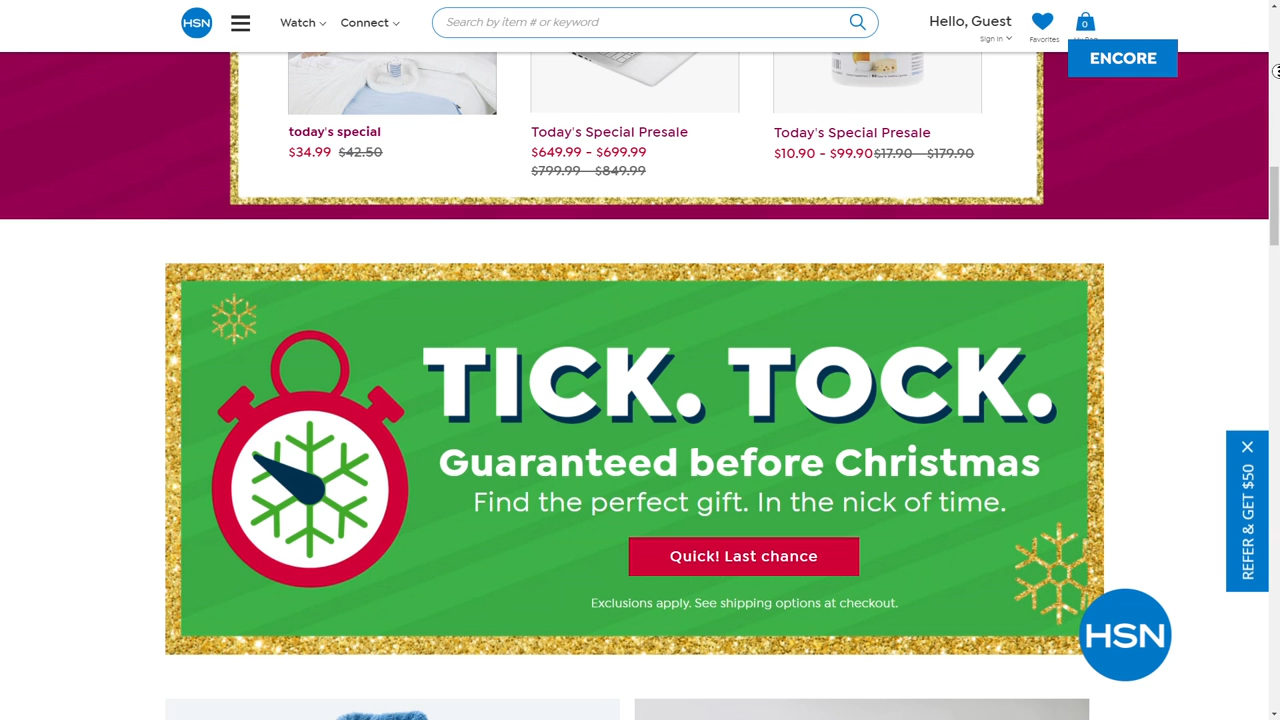 HSN
Watch
Connect
Search by item # or keyword
Hello, Guest
Sign In
Favorites
0
ENCORE
today's special
$34.99 $42.50
Today's Special Presale
$649.99 - $699.99
$799.99 - $849.99
Today's Special Presale
$10.90 - $99.90 $17.90 - $179.90
TICK. TOCK.
Guaranteed before Christmas
Find the perfect gift. In the nick of time.
Quick! Last chance
Exclusions apply. See shipping options at checkout.
REFER & GET $50
HSN